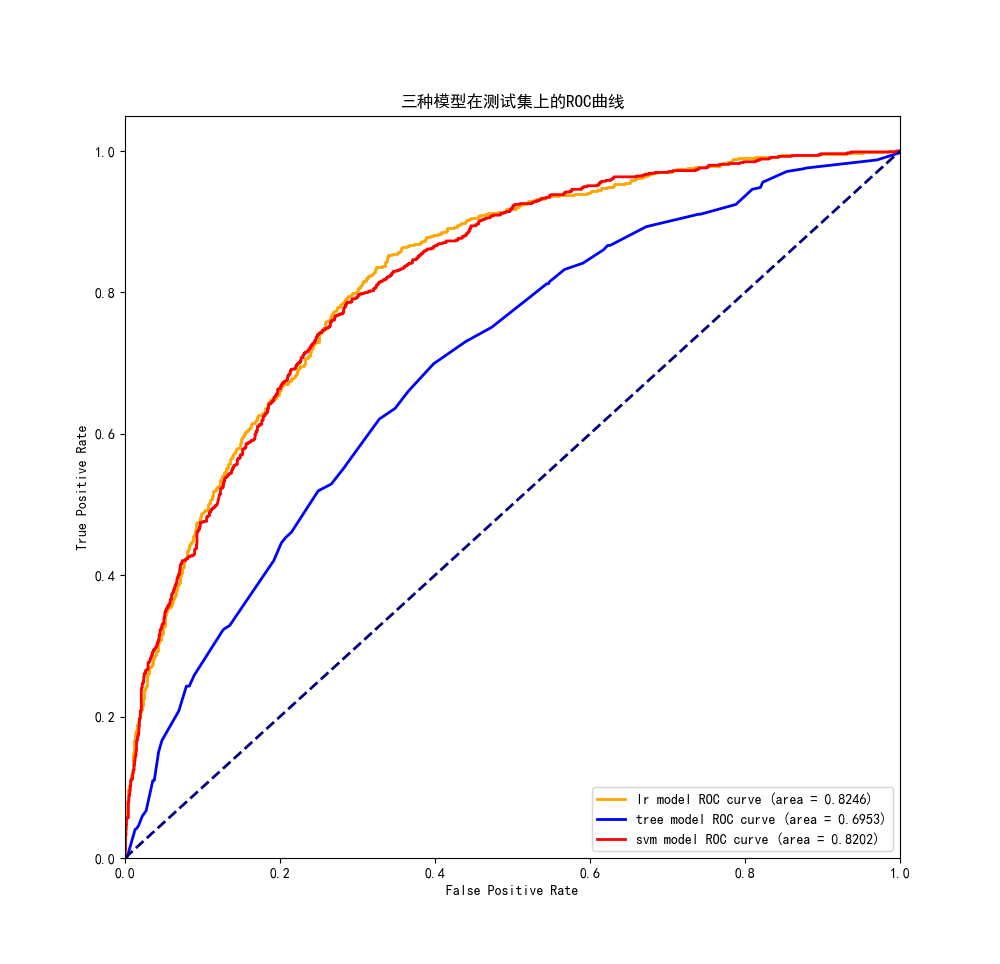 三种模型在测试集上的ROC曲线
True Positive Rate
1.0
0.8
0.6
0.4
0.2
0.0
0.0 0.2 0.4 0.6 0.8 1.0
False Positive Rate
lr model ROC curve (area = 0.8246)
tree model ROC curve (area = 0.6953)
svm model ROC curve (area = 0.8202)